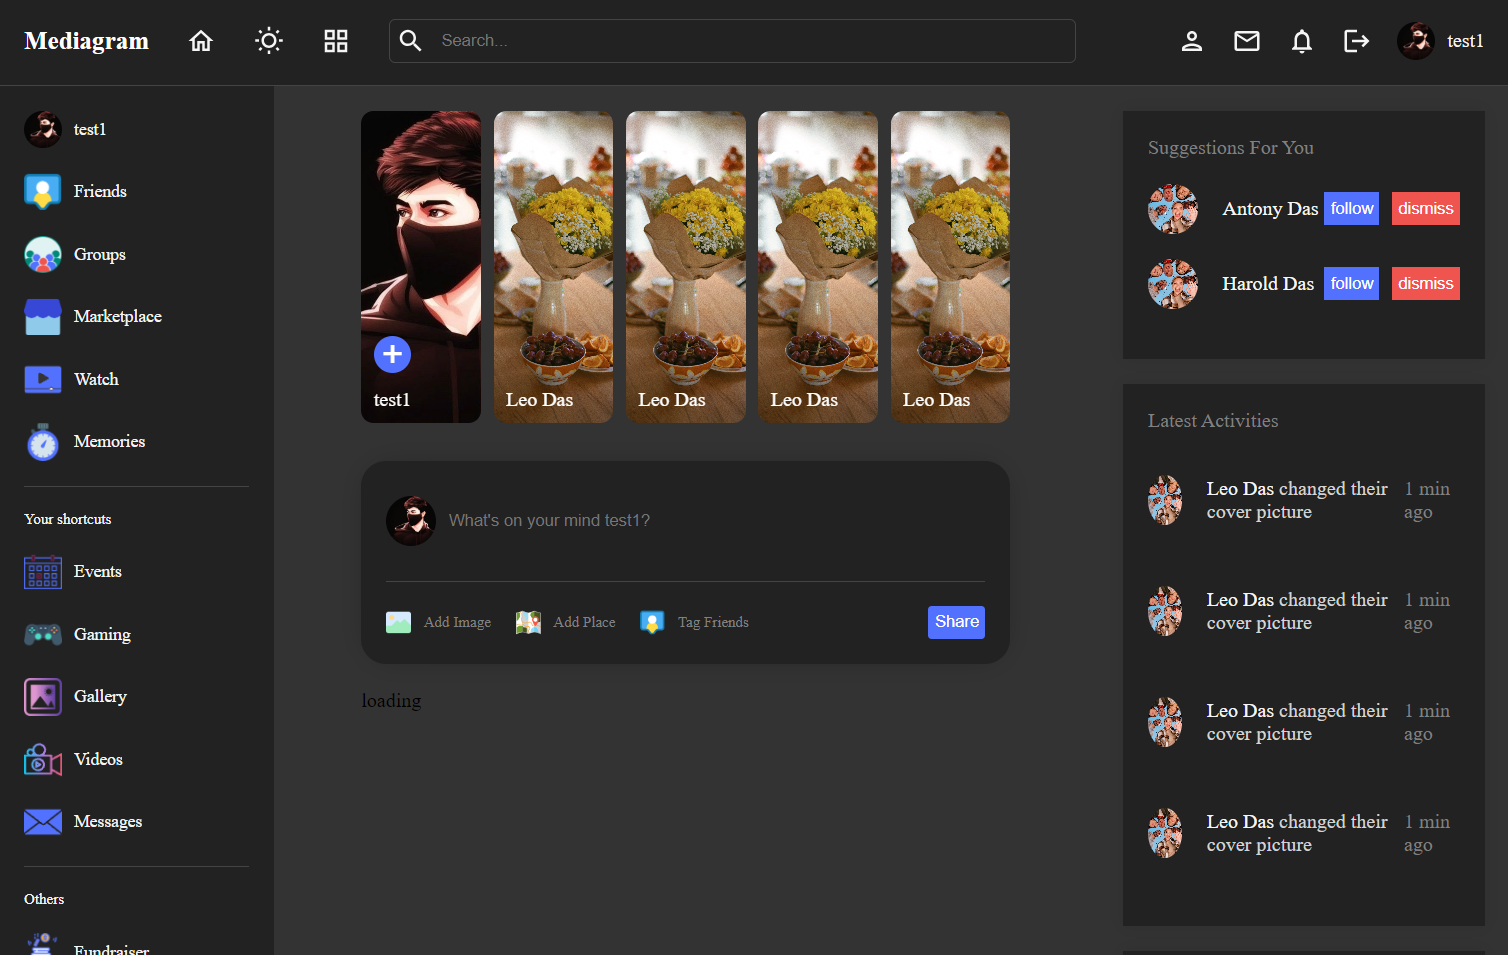 Mediagram
Search...
test1
test1
Friends
Groups
Marketplace
Watch
Memories
Your shortcuts
Events
Gaming
Gallery
Videos
Messages
Others
Fundraiser
test1
Leo Das
Leo Das
Leo Das
Leo Das
What's on your mind test1?
Add Image
Add Place
Tag Friends
Share
loading
Suggestions For You
Antony Das follow dismiss
Harold Das follow dismiss
Latest Activities
Leo Das changed their 1 min
cover picture ago
Leo Das changed their 1 min
cover picture ago
Leo Das changed their 1 min
cover picture ago
Leo Das changed their 1 min
cover picture ago